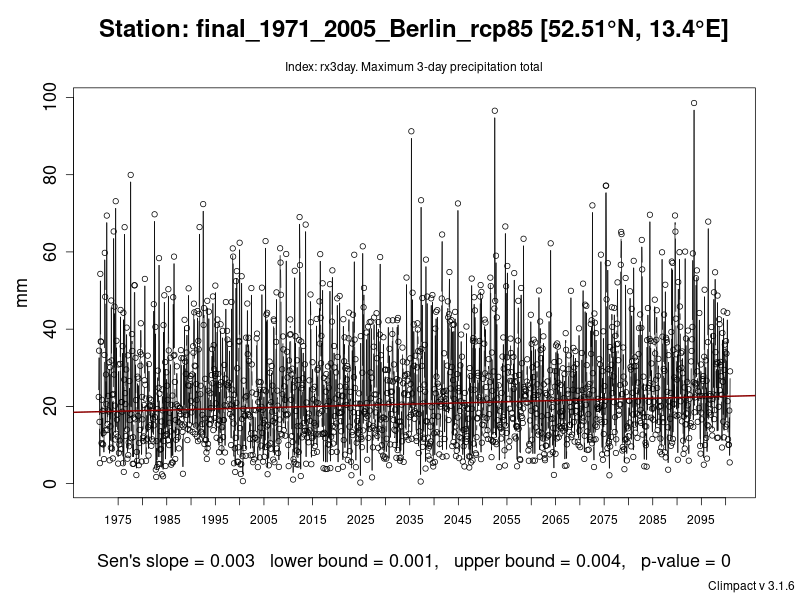 Station: final_1971_2005_Berlin_rcp85 [52.51°N, 13.4°E]
Index: rx3day. Maximum 3-day precipitation total
100
80
60
40
20
0
mm
1975 1985 1995 2005 2015 2025 2035 2045 2055 2065 2075 2085 2095
Sen's slope = 0.003 lower bound = 0.001, upper bound = 0.004, p-value = 0
Climpact v 3.1.6